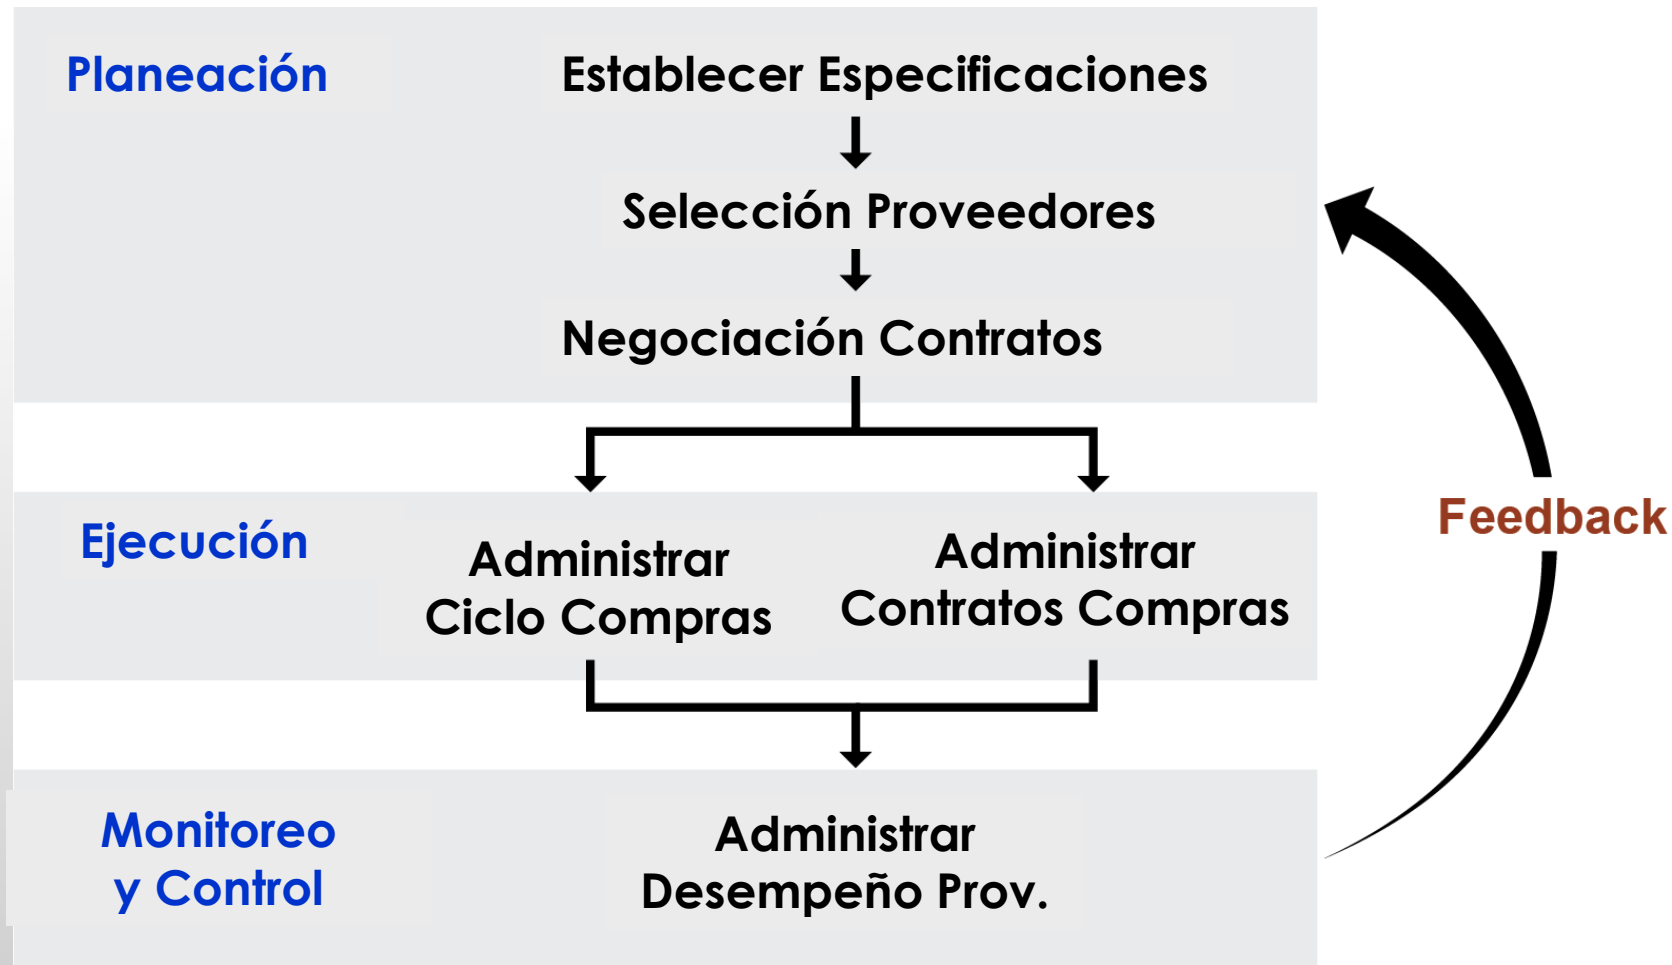 Planeación
Establecer Especificaciones
Selección Proveedores
Negociación Contratos
Ejecución
Administrar
Ciclo Compras
Administrar
Contratos Compras
Feedback
Monitoreo
y Control
Administrar
Desempeño Prov.